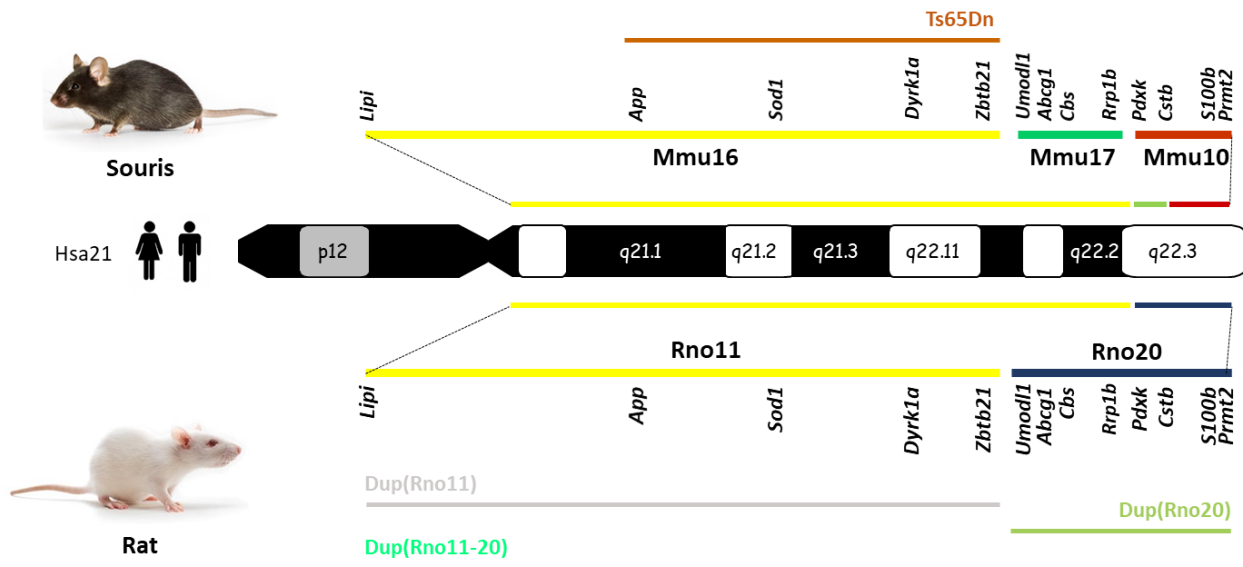 Ts65Dn
Lipi
App
Sod1
Dyrk1a
Zbtb21
Umodl1
Abcg1
Cbs
Rrp1b
Pdxk
Cstb
S100b
Prmt2
Souris
Mmu16
Mmu17
Mmu10
Hsa21
p12
q21.1
q21.2
q21.3
q22.11
q22.2
q22.3
Rno11
Rno20
Lipi
App
Sod1
Dyrk1a
Zbtb21
Umodl1
Abcg1
Cbs
Rrp1b
Pdxk
Cstb
S100b
Prmt2
Dup(Rno11)
Dup(Rno20)
Rat
Dup(Rno11-20)